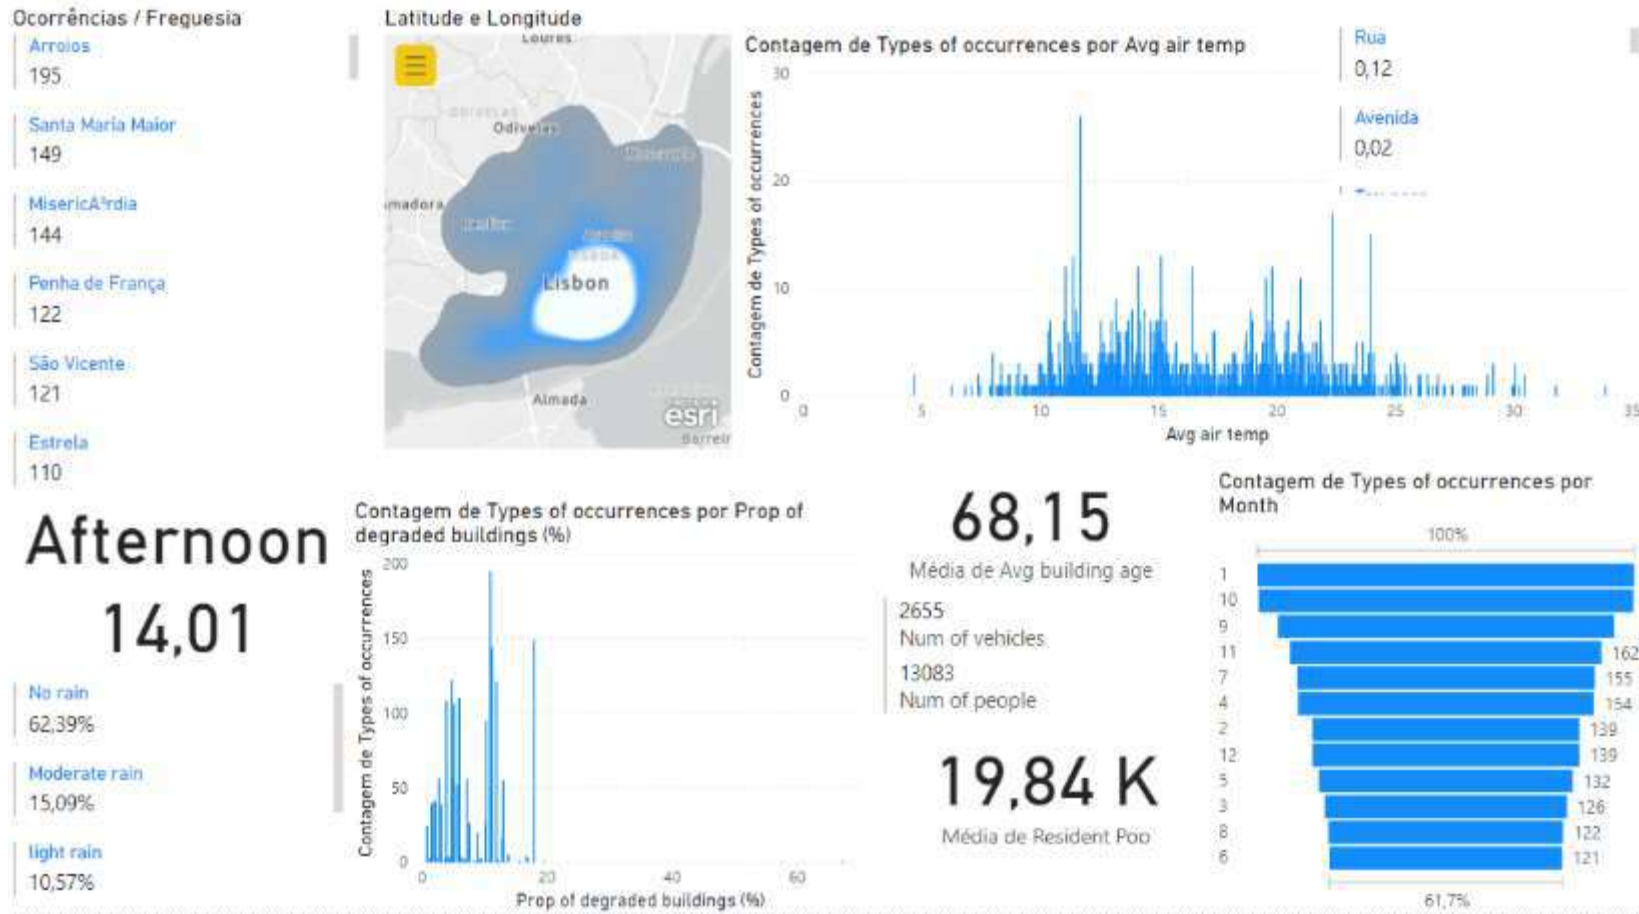 Ocorrências / Freguesia
Arroios
195
Santa Maria Maior
149
MisericÃ³rdia
144
Penha de França
122
São Vicente
121
Estrela
110
Latitude e Longitude
Loures
ODIVELAS
Odivelas
Moscavide
Amadora
Benfica
Areeiro
LISBOA
Lisbon
Almada
esri
Barreir
Contagem de Types of occurrences por Avg air temp
Contagem de Types of occurrences
30
20
10
0
0 5 10 15 20 25 30 35
Avg air temp
Rua
0,12
Avenida
0,02
Afternoon
14,01
No rain
62,39%
Moderate rain
15,09%
light rain
10,57%
Contagem de Types of occurrences por Prop of
degraded buildings (%)
Contagem de Types of occurrences
200
150
100
50
0
0 20 40 60
Prop of degraded buildings (%)
68,15
Média de Avg building age
2655
Num of vehicles
13083
Num of people
19,84 K
Média de Resident Pop
Contagem de Types of occurrences por
Month
100%
1
10
9
11 162
7 155
4 154
2 139
12 139
5 132
3 126
8 122
6 121
61,7%